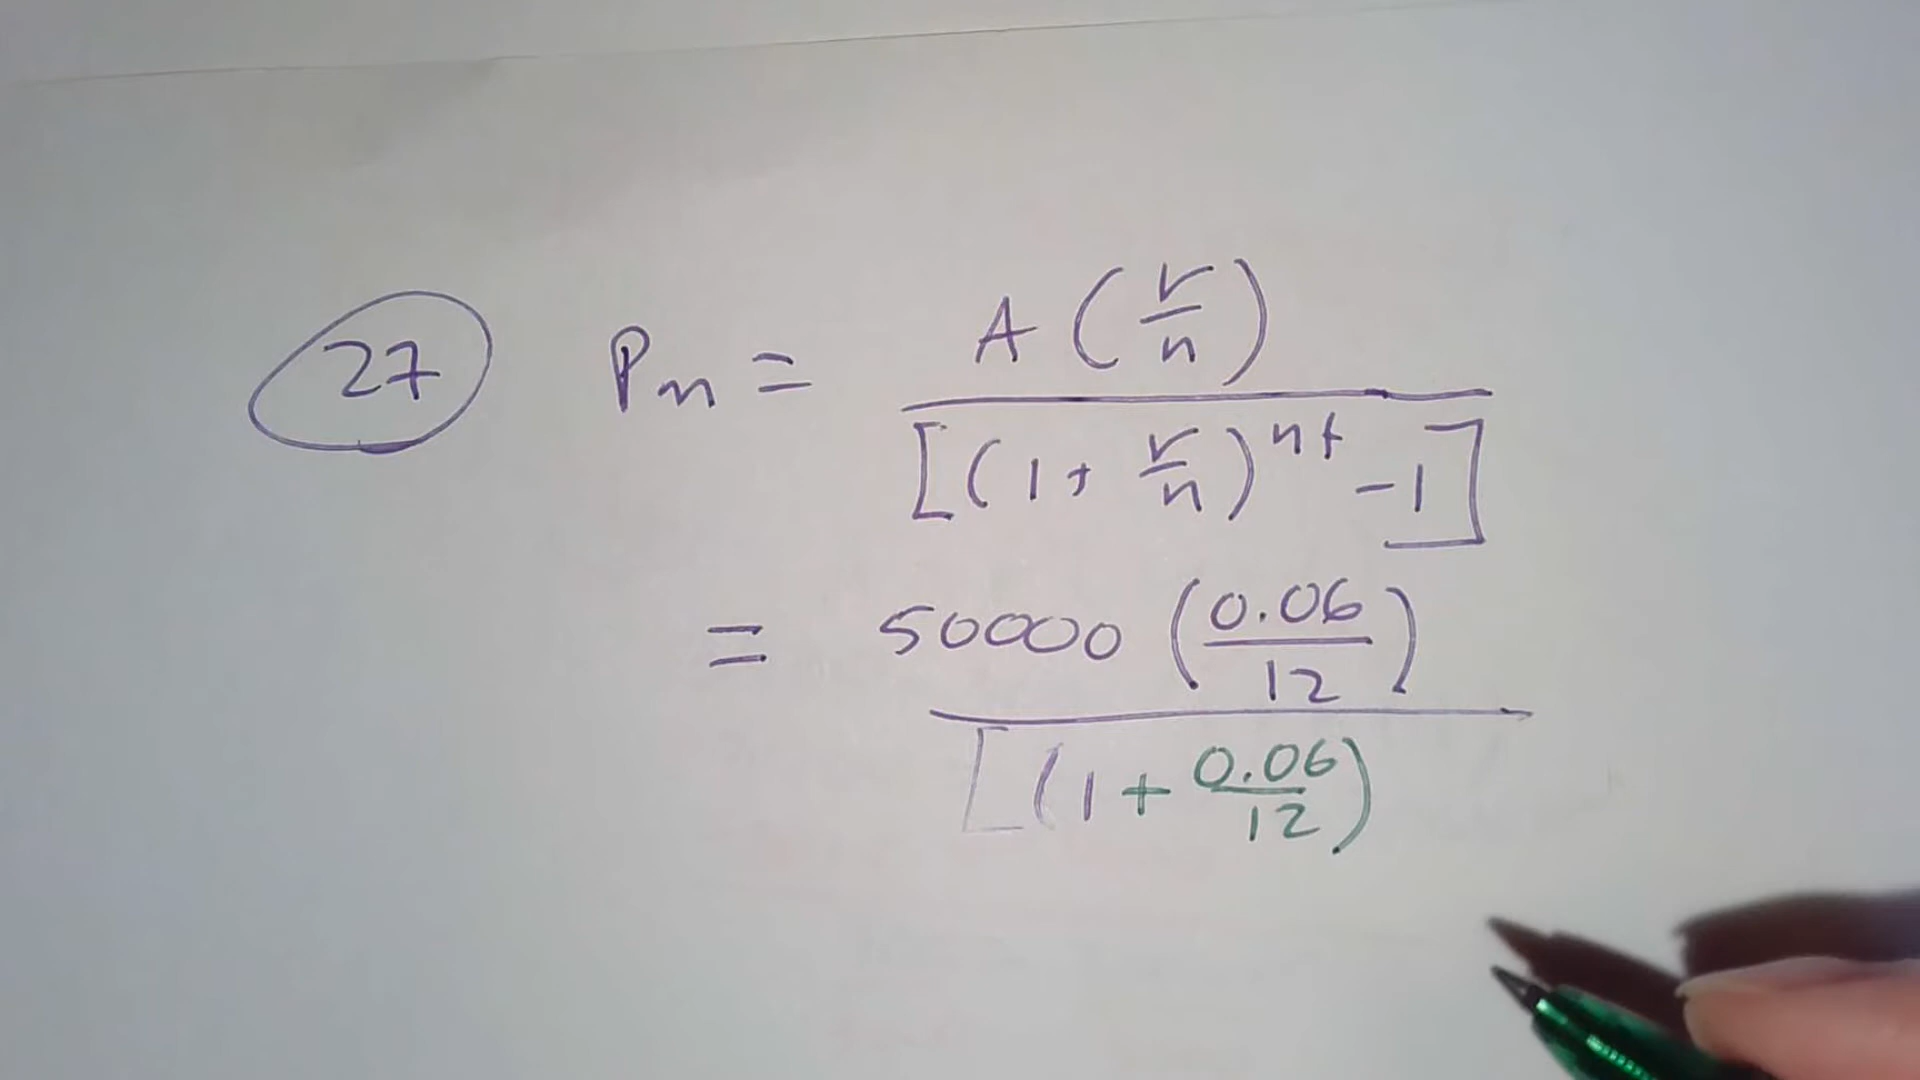 27 Pn = A(r/n) / [(1 + r/n)^nt - 1]
= 50000(0.06/12) / [(1 + 0.06/12)